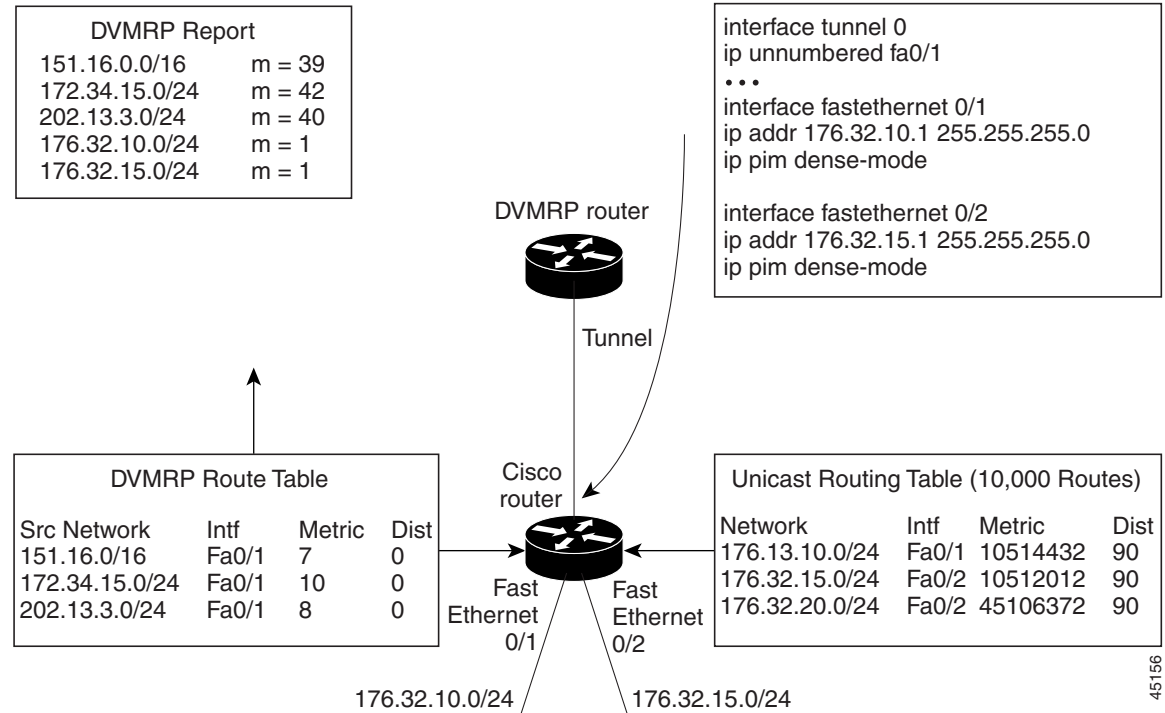 DVMRP Report
151.16.0.0/16 m = 39
172.34.15.0/24 m = 42
202.13.3.0/24 m = 40
176.32.10.0/24 m = 1
176.32.15.0/24 m = 1
interface tunnel 0
ip unnumbered fa0/1
• • •
interface fastethernet 0/1
ip addr 176.32.10.1 255.255.255.0
ip pim dense-mode
interface fastethernet 0/2
ip addr 176.32.15.1 255.255.255.0
ip pim dense-mode
DVMRP router
Tunnel
Cisco
router
DVMRP Route Table
Src Network Intf Metric Dist
151.16.0/16 Fa0/1 7 0
172.34.15.0/24 Fa0/1 10 0
202.13.3.0/24 Fa0/1 8 0
Unicast Routing Table (10,000 Routes)
Network Intf Metric Dist
176.13.10.0/24 Fa0/1 10514432 90
176.32.15.0/24 Fa0/2 10512012 90
176.32.20.0/24 Fa0/2 45106372 90
Fast
Ethernet
0/1
Fast
Ethernet
0/2
176.32.10.0/24
176.32.15.0/24
45156